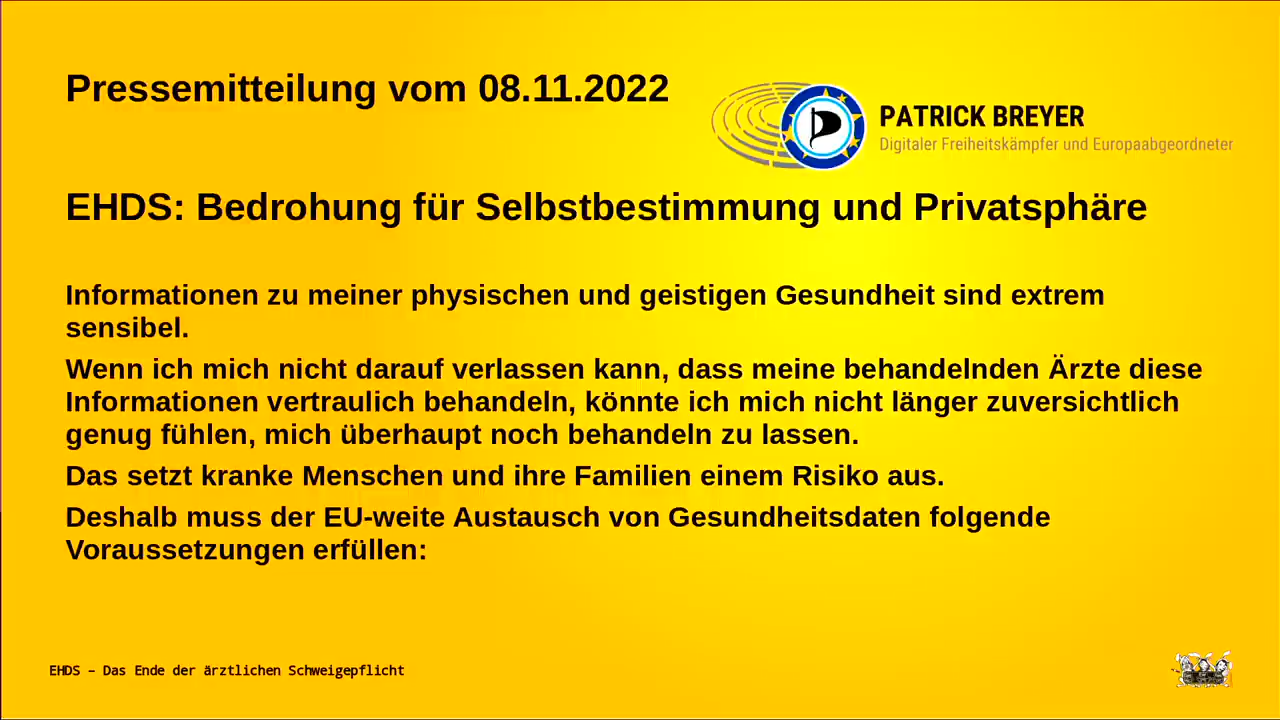 Pressemitteilung vom 08.11.2022
PATRICK BREYER
Digitaler Freiheitskämpfer und Europaabgeordneter
EHDS: Bedrohung für Selbstbestimmung und Privatsphäre
Informationen zu meiner physischen und geistigen Gesundheit sind extrem
sensibel.
Wenn ich mich nicht darauf verlassen kann, dass meine behandelnden Ärzte diese
Informationen vertraulich behandeln, könnte ich mich nicht länger zuversichtlich
genug fühlen, mich überhaupt noch behandeln zu lassen.
Das setzt kranke Menschen und ihre Familien einem Risiko aus.
Deshalb muss der EU-weite Austausch von Gesundheitsdaten folgende
Voraussetzungen erfüllen:
EHDS – Das Ende der ärztlichen Schweigepflicht